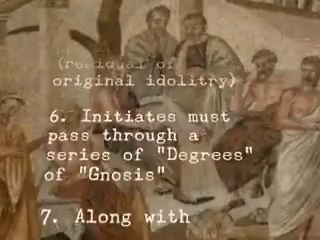 (residual of
original idolitry)
6. Initiates must
pass through a
series of "Degrees"
of "Gnosis"
7. Along with